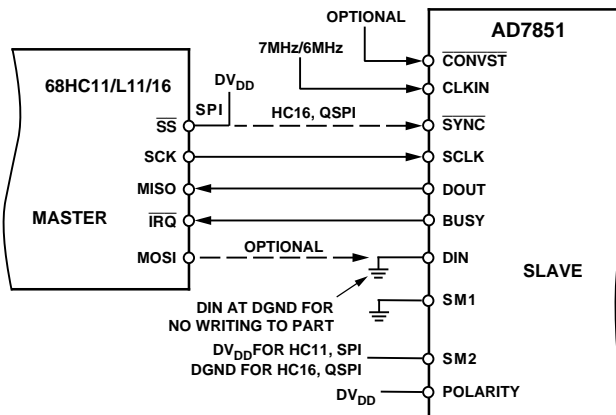 OPTIONAL
AD7851
7MHz/6MHz
CONVST
68HC11/L11/16
DVDD
CLKIN
SPI
HC16, QSPI
SS
SYNC
SCK
SCLK
MISO
DOUT
MASTER
IRQ
BUSY
MOSI
OPTIONAL
DIN
SLAVE
DIN AT DGND FOR
NO WRITING TO PART
SM1
DVDD FOR HC11, SPI
DGND FOR HC16, QSPI
SM2
DVDD
POLARITY